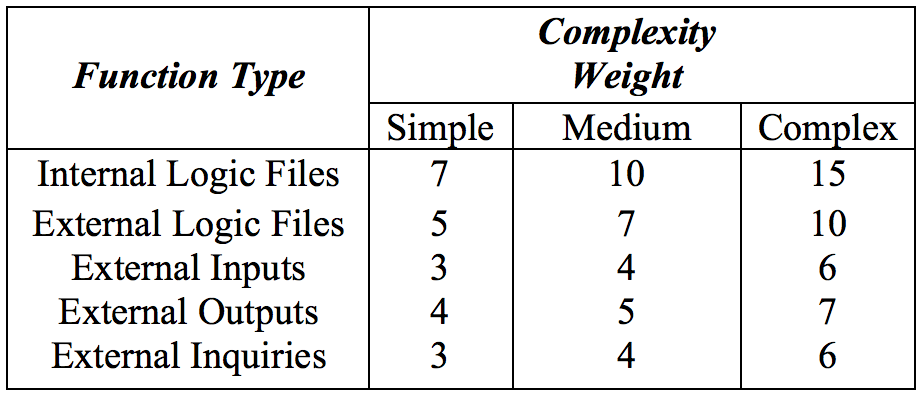 Function Type
Complexity
Weight
Simple Medium Complex
Internal Logic Files 7 10 15
External Logic Files 5 7 10
External Inputs 3 4 6
External Outputs 4 5 7
External Inquiries 3 4 6